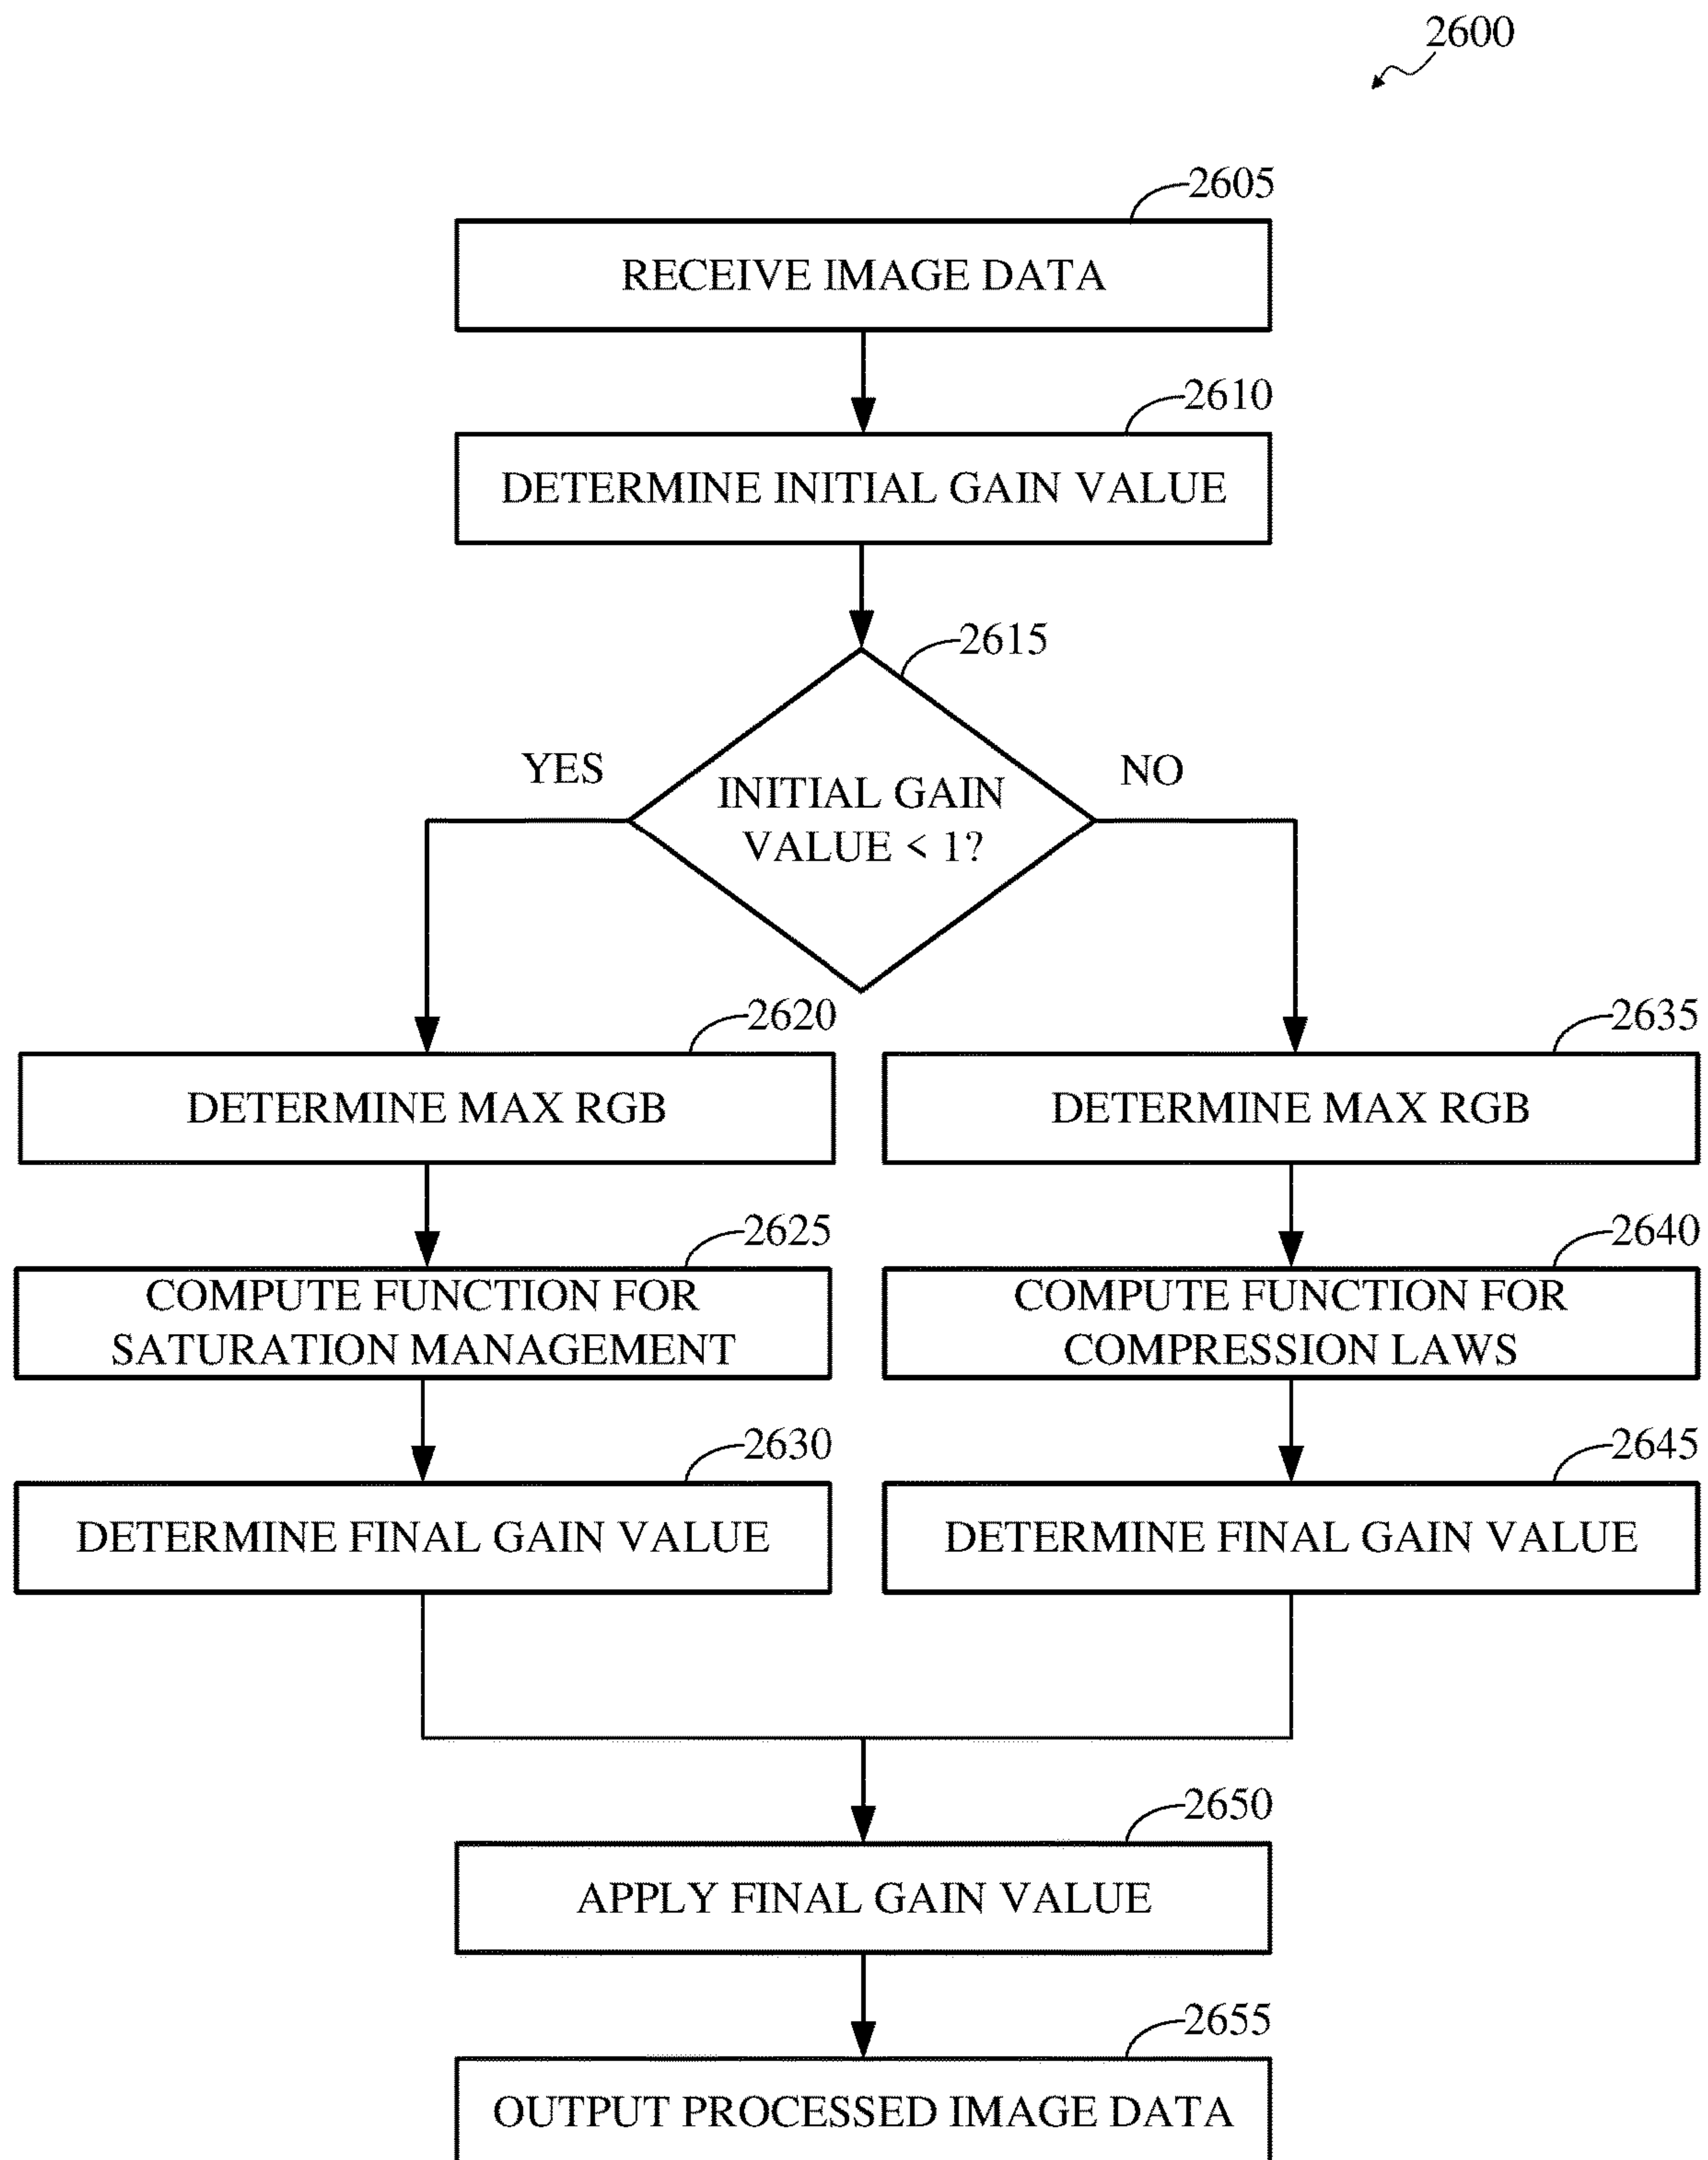 2600
2605
RECEIVE IMAGE DATA
2610
DETERMINE INITIAL GAIN VALUE
2615
YES
NO
INITIAL GAIN
VALUE < 1?
2620
DETERMINE MAX RGB
2635
DETERMINE MAX RGB
2625
COMPUTE FUNCTION FOR
SATURATION MANAGEMENT
2640
COMPUTE FUNCTION FOR
COMPRESSION LAWS
2630
DETERMINE FINAL GAIN VALUE
2645
DETERMINE FINAL GAIN VALUE
2650
APPLY FINAL GAIN VALUE
2655
OUTPUT PROCESSED IMAGE DATA